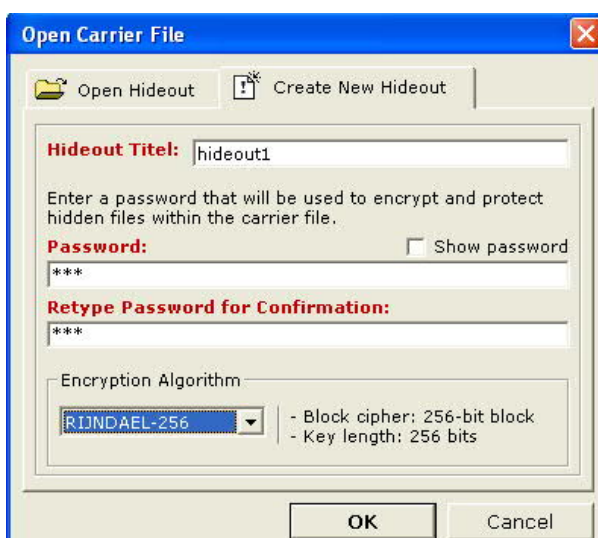 Open Carrier File
Open Hideout
Create New Hideout
Hideout Titel: hideout1
Enter a password that will be used to encrypt and protect
hidden files within the carrier file.
Password:
Show password
***
Retype Password for Confirmation:
***
Encryption Algorithm
RIJNDAEL-256
- Block cipher: 256-bit block
- Key length: 256 bits
OK
Cancel